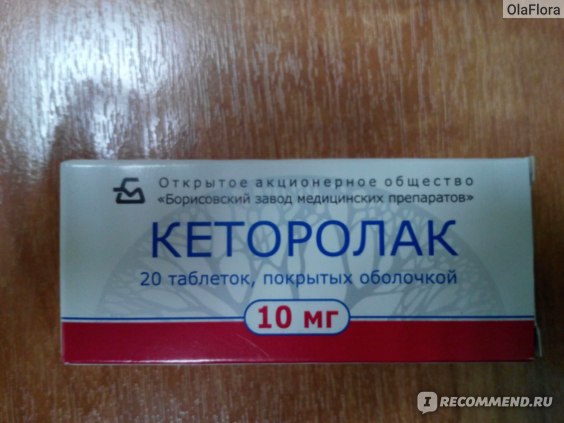 OlaFlora
Открытое акционерное общество
«Борисовский завод медицинских препаратов»
КЕТОРОЛАК
20 таблеток, покрытых оболочкой
10 мг
I RECOMMEND.RU